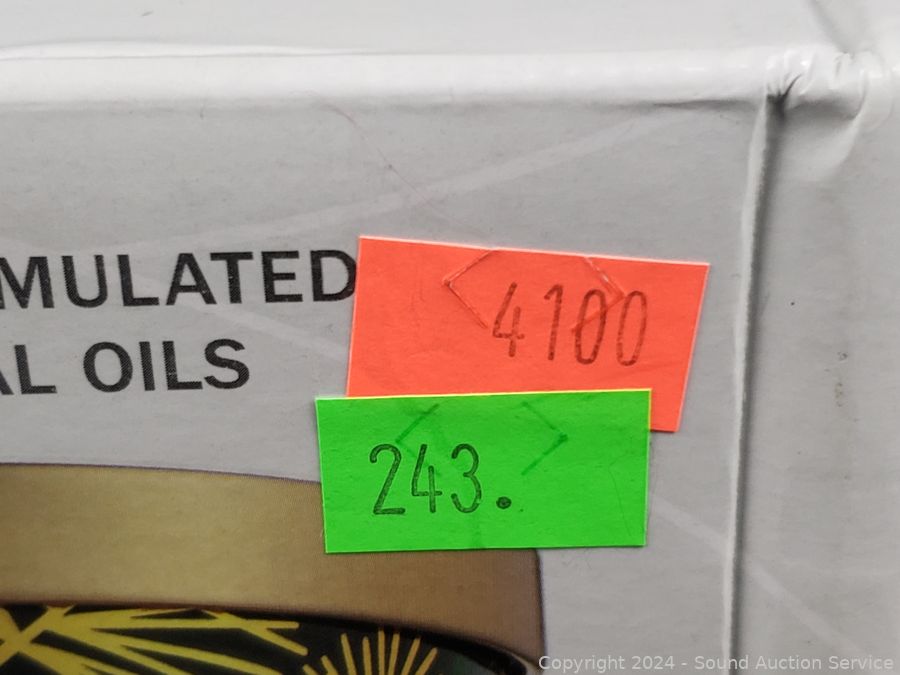 MULATED
AL OILS
4100
243.
Copyright 2024 - Sound Auction Service